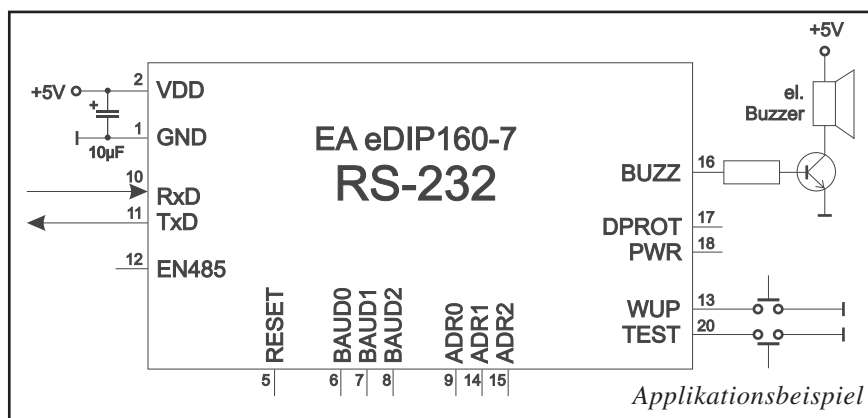 +5V
2 VDD
+5V
+
1 GND
10µF
EA eDIP160-7
RS-232
el.
Buzzer
10 RxD
11 TxD
BUZZ 16
12 EN485
DPROT 17
PWR 18
WUP 13
TEST 20
RESET
BAUD0
BAUD1
BAUD2
ADR0
ADR1
ADR2
5 6 7 8 9 14 15
Applikationsbeispiel